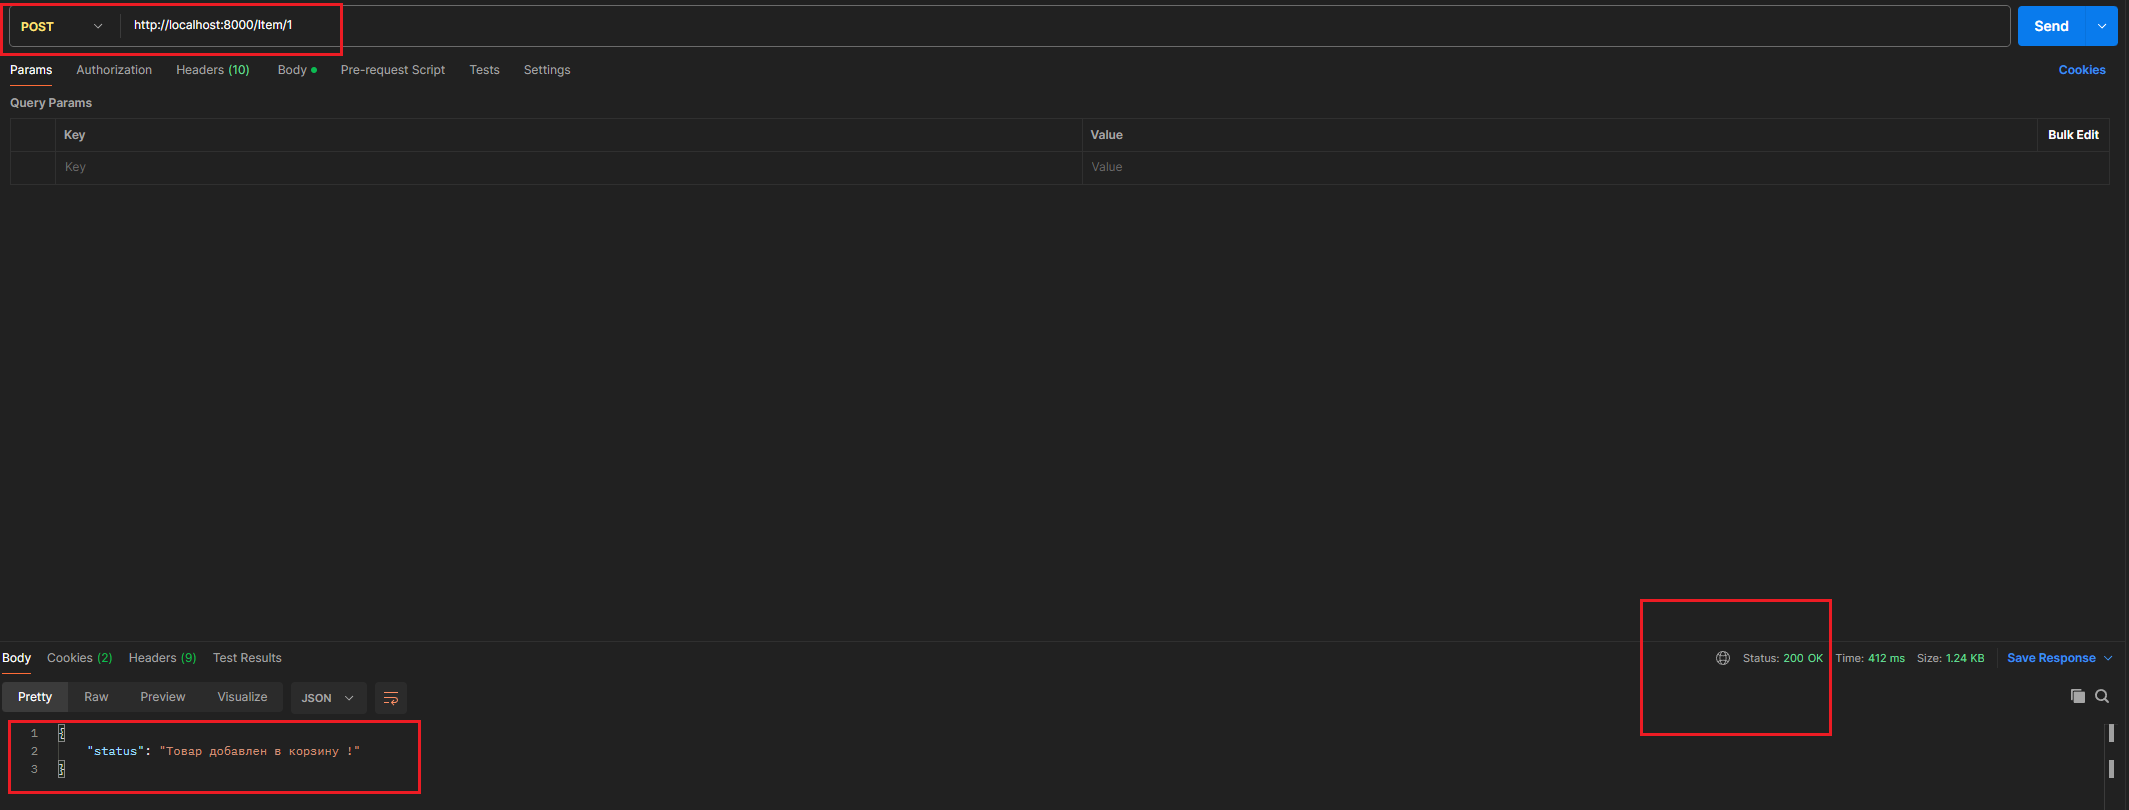 POST http://localhost:8000/Item/1 Send
Params Authorization Headers (10) Body Pre-request Script Tests Settings Cookies
Query Params
Key Value Bulk Edit
Key Value
Body Cookies (2) Headers (9) Test Results Status: 200 OK Time: 412 ms Size: 1.24 KB Save Response
Pretty Raw Preview Visualize JSON
1 {
2 "status": "Товар добавлен в корзину !"
3 }